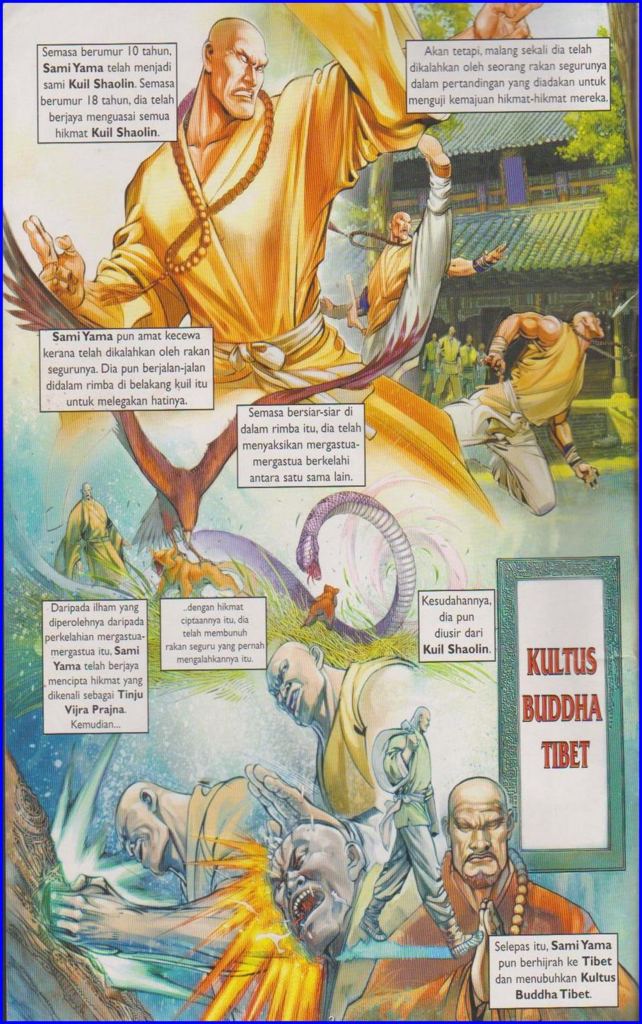 Semasa berumur 10 tahun,
Sami Yama telah menjadi
sami Kuil Shaolin. Semasa
berumur 18 tahun, dia telah
berjaya menguasai semua
hikmat Kuil Shaolin.
Akan tetapi, malang sekali dia telah
dikalahkan oleh seorang rakan segurunya
dalam pertandingan yang diadakan untuk
menguji kemajuan hikmat-hikmat mereka.
Sami Yama pun amat kecewa
kerana telah dikalahkan oleh rakan
segurunya. Dia pun berjalan-jalan
didalam rimba di belakang kuil itu
untuk melegakan hatinya.
Semasa bersiar-siar di
dalam rimba itu, dia telah
menyaksikan mergastua-
mergastua berkelahi
antara satu sama lain.
Daripada ilham yang
diperolehnya daripada
perkelahian mergastua-
mergastua itu, Sami
Yama telah berjaya
mencipta hikmat yang
dikenali sebagai Tinju
Vijra Prajna.
Kemudian...
..dengan hikmat
ciptaannya itu, dia
telah membunuh
rakan seguru yang pernah
mengalahkannya itu.
Kesudahannya,
dia pun
diusir dari
Kuil Shaolin.
KULTUS
BUDDHA
TIBET
Selepas itu, Sami Yama
pun berhijrah ke Tibet
dan menubuhkan Kultus
Buddha Tibet.